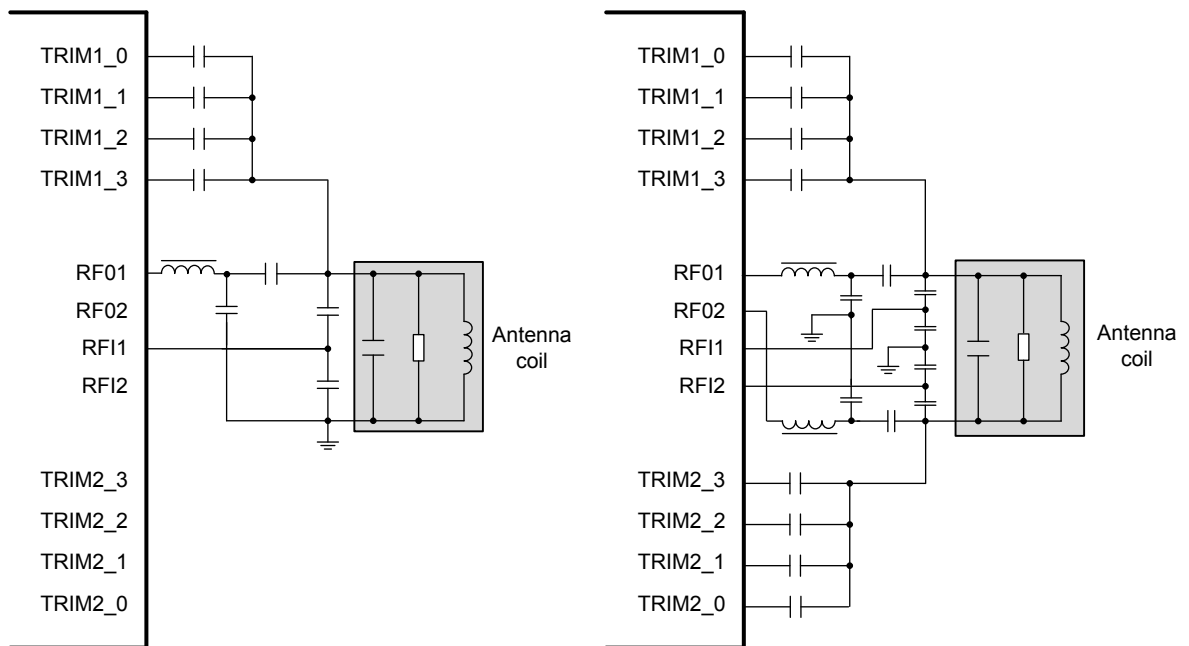 TRIM1_0
TRIM1_1
TRIM1_2
TRIM1_3
RF01
RF02
RFI1
RFI2
TRIM2_3
TRIM2_2
TRIM2_1
TRIM2_0
Antenna
coil
TRIM1_0
TRIM1_1
TRIM1_2
TRIM1_3
RF01
RF02
RFI1
RFI2
TRIM2_3
TRIM2_2
TRIM2_1
TRIM2_0
Antenna
coil